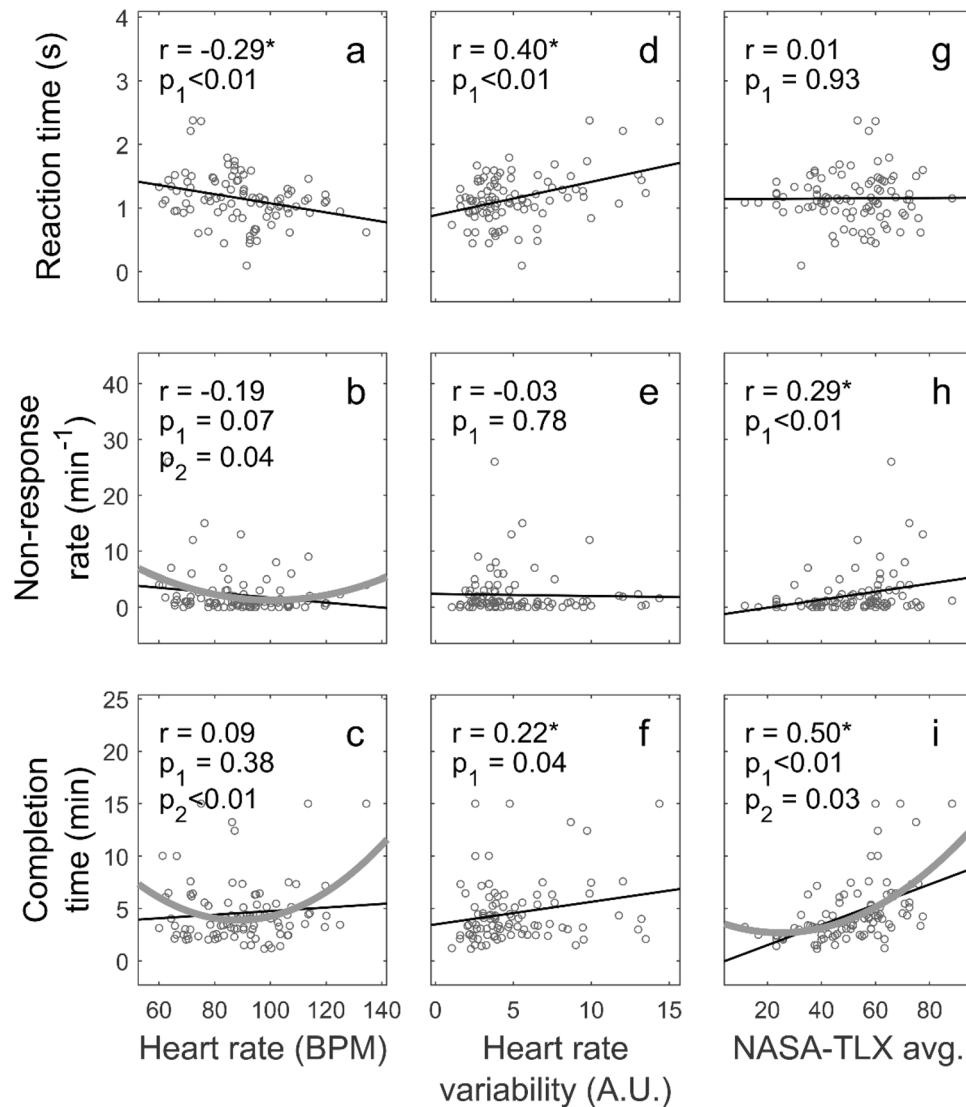 Reaction time (s)
4
3
2
1
0
r = -0.29*
p1<0.01
a
r = 0.40*
p1<0.01
d
r = 0.01
p1 = 0.93
g
Non-response
rate (min-1)
40
30
20
10
0
r = -0.19
p1 = 0.07
p2 = 0.04
b
r = -0.03
p1 = 0.78
e
r = 0.29*
p1<0.01
h
Completion
time (min)
25
20
15
10
5
0
r = 0.09
p1 = 0.38
p2<0.01
c
r = 0.22*
p1 = 0.04
f
r = 0.50*
p1<0.01
p2 = 0.03
i
60 80 100 120 140
0 5 10 15
20 40 60 80
Heart rate (BPM)
Heart rate
variability (A.U.)
NASA-TLX avg.